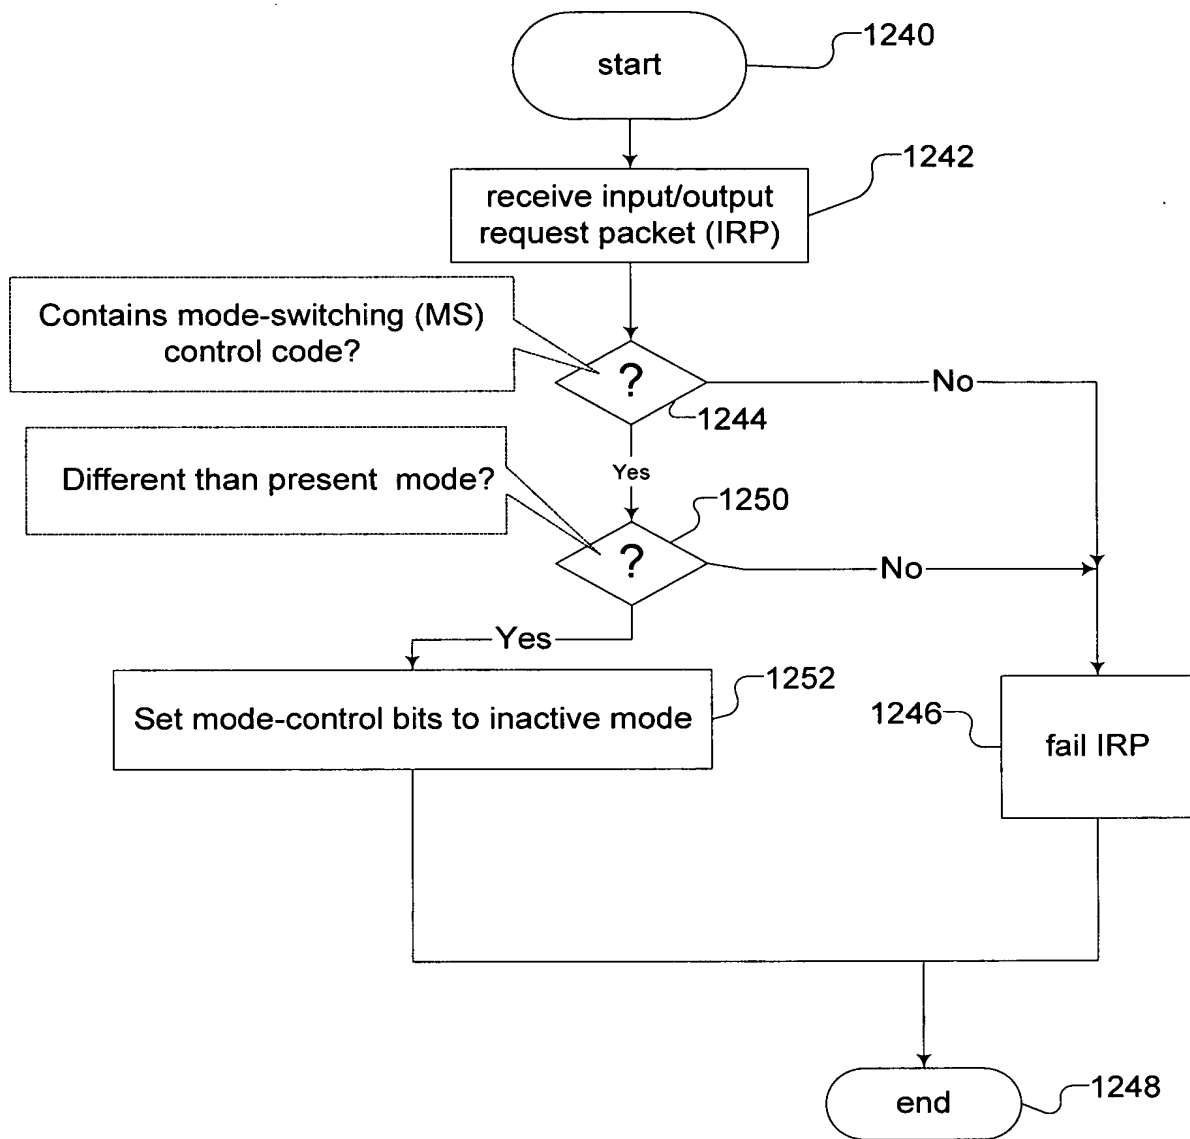 start
1240
receive input/output
request packet (IRP)
1242
Contains mode-switching (MS)
control code?
?
1244
No
Yes
Different than present mode?
?
1250
No
Yes
Set mode-control bits to inactive mode
1252
1246
fail IRP
end
1248